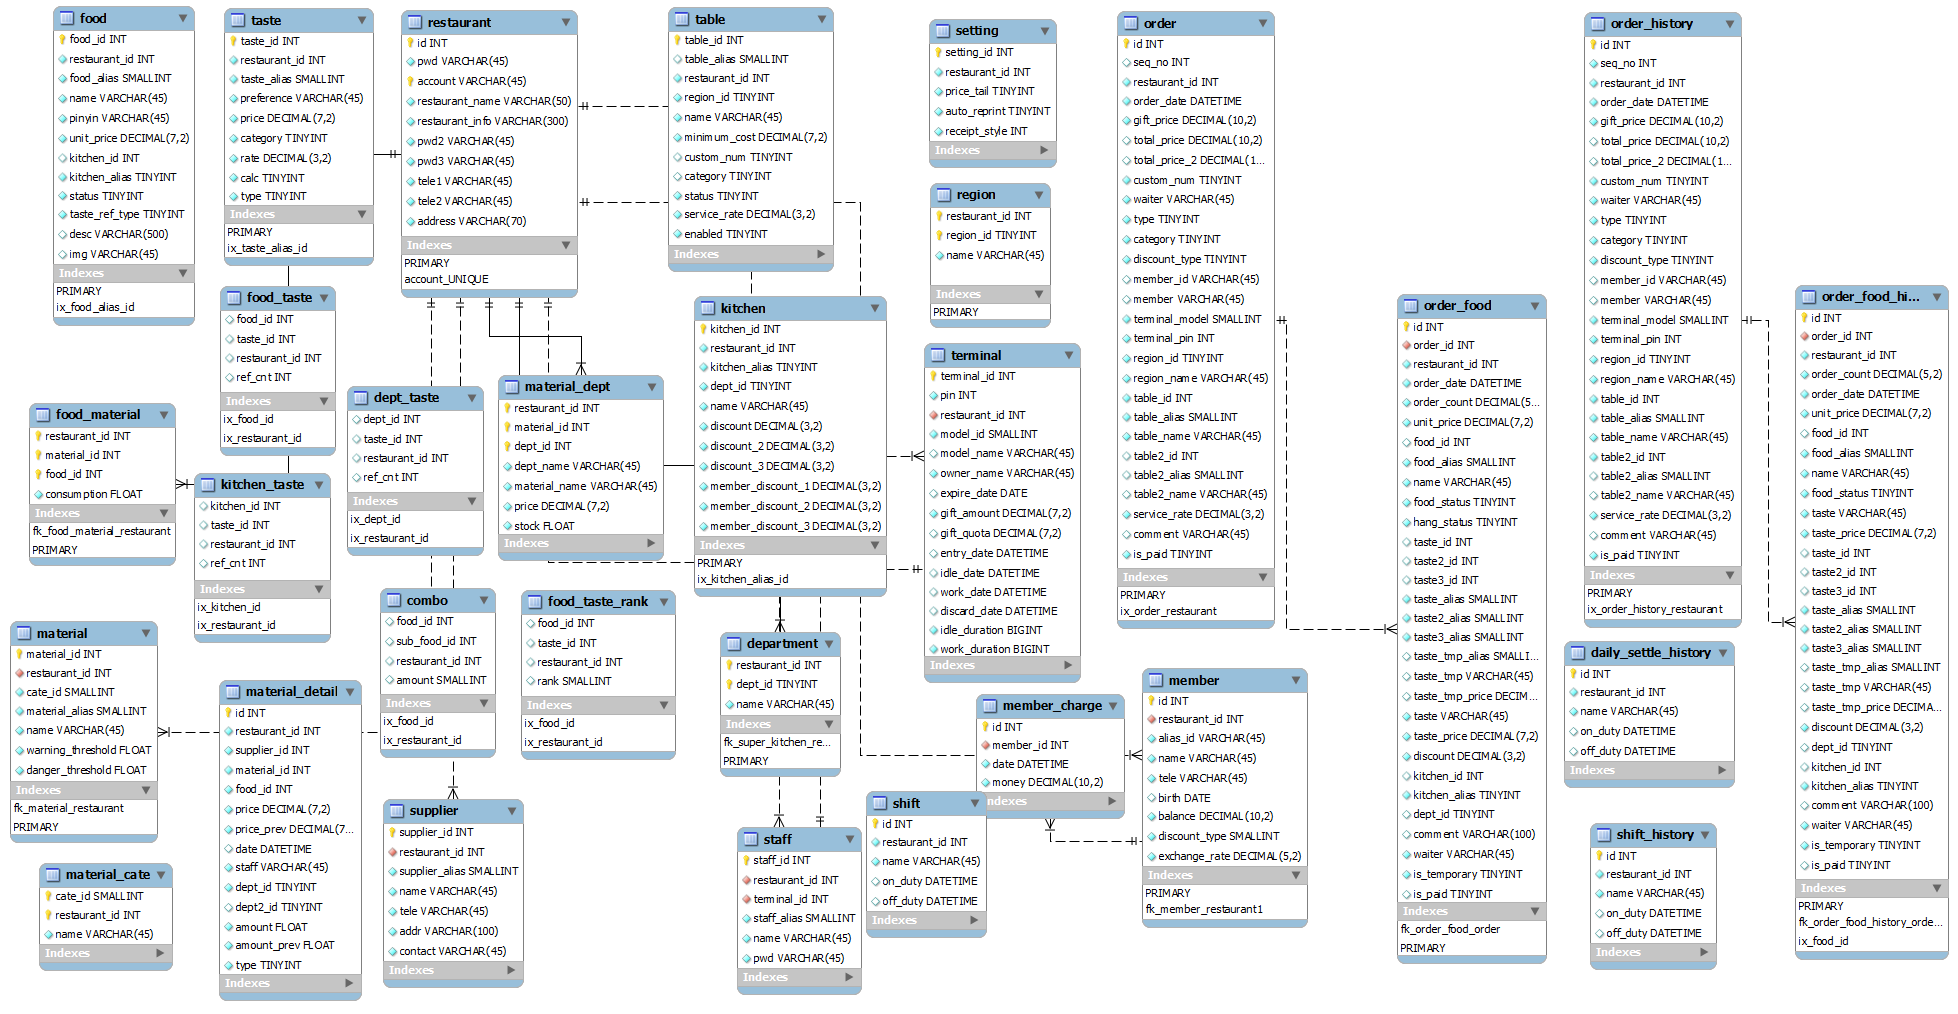 food
food_id INT
restaurant_id INT
food_alias SMALLINT
name VARCHAR(45)
pinyin VARCHAR(45)
unit_price DECIMAL(7,2)
kitchen_id INT
kitchen_alias TINYINT
status TINYINT
taste_ref_type TINYINT
desc VARCHAR(500)
img VARCHAR(45)
Indexes
PRIMARY
ix_food_alias_id
taste
taste_id INT
restaurant_id INT
taste_alias SMALLINT
preference VARCHAR(45)
price DECIMAL(7,2)
category TINYINT
rate DECIMAL(3,2)
calc TINYINT
type TINYINT
Indexes
PRIMARY
ix_taste_alias_id
restaurant
id INT
pwd VARCHAR(45)
account VARCHAR(45)
restaurant_name VARCHAR(50)
restaurant_info VARCHAR(300)
pwd2 VARCHAR(45)
pwd3 VARCHAR(45)
tele1 VARCHAR(45)
tele2 VARCHAR(45)
address VARCHAR(70)
Indexes
PRIMARY
account_UNIQUE
table
table_id INT
table_alias SMALLINT
restaurant_id INT
region_id TINYINT
name VARCHAR(45)
minimum_cost DECIMAL(7,2)
custom_num TINYINT
category TINYINT
status TINYINT
service_rate DECIMAL(3,2)
enabled TINYINT
Indexes
setting
setting_id INT
restaurant_id INT
price_tail TINYINT
auto_reprint TINYINT
receipt_style INT
Indexes
region
restaurant_id INT
region_id TINYINT
name VARCHAR(45)
Indexes
PRIMARY
order
id INT
seq_no INT
restaurant_id INT
order_date DATETIME
gift_price DECIMAL(10,2)
total_price DECIMAL(10,2)
total_price_2 DECIMAL(1...
custom_num TINYINT
waiter VARCHAR(45)
type TINYINT
category TINYINT
discount_type TINYINT
member_id VARCHAR(45)
member VARCHAR(45)
terminal_model SMALLINT
terminal_pin INT
region_id TINYINT
region_name VARCHAR(45)
table_id INT
table_alias SMALLINT
table_name VARCHAR(45)
table2_id INT
table2_alias SMALLINT
table2_name VARCHAR(45)
service_rate DECIMAL(3,2)
comment VARCHAR(45)
is_paid TINYINT
Indexes
PRIMARY
ix_order_restaurant
order_history
id INT
seq_no INT
restaurant_id INT
order_date DATETIME
gift_price DECIMAL(10,2)
total_price DECIMAL(10,2)
total_price_2 DECIMAL(1...
custom_num TINYINT
waiter VARCHAR(45)
type TINYINT
category TINYINT
discount_type TINYINT
member_id VARCHAR(45)
member VARCHAR(45)
terminal_model SMALLINT
terminal_pin INT
region_id TINYINT
region_name VARCHAR(45)
table_id INT
table_alias SMALLINT
table_name VARCHAR(45)
table2_id INT
table2_alias SMALLINT
table2_name VARCHAR(45)
service_rate DECIMAL(3,2)
comment VARCHAR(45)
is_paid TINYINT
Indexes
PRIMARY
ix_order_history_restaurant
order_food
id INT
order_id INT
restaurant_id INT
order_date DATETIME
order_count DECIMAL(5...
unit_price DECIMAL(7,2)
food_id INT
food_alias SMALLINT
name VARCHAR(45)
food_status TINYINT
hang_status TINYINT
taste_id INT
taste2_id INT
taste3_id INT
taste_alias SMALLINT
taste2_alias SMALLINT
taste3_alias SMALLINT
taste_tmp_alias SMALLI...
taste_tmp VARCHAR(45)
taste_tmp_price DECIM...
taste VARCHAR(45)
taste_price DECIMAL(7,2)
discount DECIMAL(3,2)
kitchen_id INT
kitchen_alias TINYINT
dept_id TINYINT
comment VARCHAR(100)
waiter VARCHAR(45)
is_temporary TINYINT
is_paid TINYINT
Indexes
fk_order_food_order
PRIMARY
order_food_hi...
id INT
order_id INT
restaurant_id INT
order_count DECIMAL(5,2)
order_date DATETIME
unit_price DECIMAL(7,2)
food_id INT
food_alias SMALLINT
name VARCHAR(45)
food_status TINYINT
taste VARCHAR(45)
taste_price DECIMAL(7,2)
taste_id INT
taste2_id INT
taste3_id INT
taste_alias SMALLINT
taste2_alias SMALLINT
taste3_alias SMALLINT
taste_tmp_alias SMALLINT
taste_tmp VARCHAR(45)
taste_tmp_price DECIMA...
discount DECIMAL(3,2)
dept_id TINYINT
kitchen_id INT
kitchen_alias TINYINT
comment VARCHAR(100)
waiter VARCHAR(45)
is_temporary TINYINT
is_paid TINYINT
Indexes
PRIMARY
fk_order_food_history_orde...
ix_food_id
food_taste
food_id INT
taste_id INT
restaurant_id INT
ref_cnt INT
Indexes
ix_food_id
ix_restaurant_id
kitchen
kitchen_id INT
restaurant_id INT
kitchen_alias TINYINT
dept_id TINYINT
name VARCHAR(45)
discount DECIMAL(3,2)
discount_2 DECIMAL(3,2)
discount_3 DECIMAL(3,2)
member_discount_1 DECIMAL(3,2)
member_discount_2 DECIMAL(3,2)
member_discount_3 DECIMAL(3,2)
Indexes
PRIMARY
ix_kitchen_alias_id
terminal
terminal_id INT
pin INT
restaurant_id INT
model_id SMALLINT
model_name VARCHAR(45)
owner_name VARCHAR(45)
expire_date DATE
gift_amount DECIMAL(7,2)
gift_quota DECIMAL(7,2)
entry_date DATETIME
idle_date DATETIME
work_date DATETIME
discard_date DATETIME
idle_duration BIGINT
work_duration BIGINT
Indexes
food_material
restaurant_id INT
material_id INT
food_id INT
consumption FLOAT
Indexes
fk_food_material_restaurant
PRIMARY
dept_taste
dept_id INT
taste_id INT
restaurant_id INT
ref_cnt INT
Indexes
ix_dept_id
ix_restaurant_id
material_dept
restaurant_id INT
material_id INT
dept_id INT
dept_name VARCHAR(45)
material_name VARCHAR(45)
price DECIMAL(7,2)
stock FLOAT
Indexes
kitchen_taste
kitchen_id INT
taste_id INT
restaurant_id INT
ref_cnt INT
Indexes
ix_kitchen_id
ix_restaurant_id
combo
food_id INT
sub_food_id INT
restaurant_id INT
amount SMALLINT
Indexes
ix_food_id
ix_restaurant_id
food_taste_rank
food_id INT
taste_id INT
restaurant_id INT
rank SMALLINT
Indexes
ix_food_id
ix_restaurant_id
department
restaurant_id INT
dept_id TINYINT
name VARCHAR(45)
Indexes
fk_super_kitchen_re...
PRIMARY
material
material_id INT
restaurant_id INT
cate_id SMALLINT
material_alias SMALLINT
name VARCHAR(45)
warning_threshold FLOAT
danger_threshold FLOAT
Indexes
fk_material_restaurant
PRIMARY
material_detail
id INT
restaurant_id INT
supplier_id INT
material_id INT
food_id INT
price DECIMAL(7,2)
price_prev DECIMAL(7...
date DATETIME
staff VARCHAR(45)
dept_id TINYINT
dept2_id TINYINT
amount FLOAT
amount_prev FLOAT
type TINYINT
Indexes
member_charge
id INT
member_id INT
date DATETIME
money DECIMAL(10,2)
ndexes
member
id INT
restaurant_id INT
alias_id VARCHAR(45)
name VARCHAR(45)
tele VARCHAR(45)
birth DATE
balance DECIMAL(10,2)
discount_type SMALLINT
exchange_rate DECIMAL(5,2)
Indexes
PRIMARY
fk_member_restaurant1
daily_settle_history
id INT
restaurant_id INT
name VARCHAR(45)
on_duty DATETIME
off_duty DATETIME
Indexes
supplier
supplier_id INT
restaurant_id INT
supplier_alias SMALLINT
name VARCHAR(45)
tele VARCHAR(45)
addr VARCHAR(100)
contact VARCHAR(45)
Indexes
staff
staff_id INT
restaurant_id INT
terminal_id INT
staff_alias SMALLINT
name VARCHAR(45)
pwd VARCHAR(45)
Indexes
shift
id INT
restaurant_id INT
name VARCHAR(45)
on_duty DATETIME
off_duty DATETIME
Indexes
shift_history
id INT
restaurant_id INT
name VARCHAR(45)
on_duty DATETIME
off_duty DATETIME
Indexes
material_cate
cate_id SMALLINT
restaurant_id INT
name VARCHAR(45)
Indexes